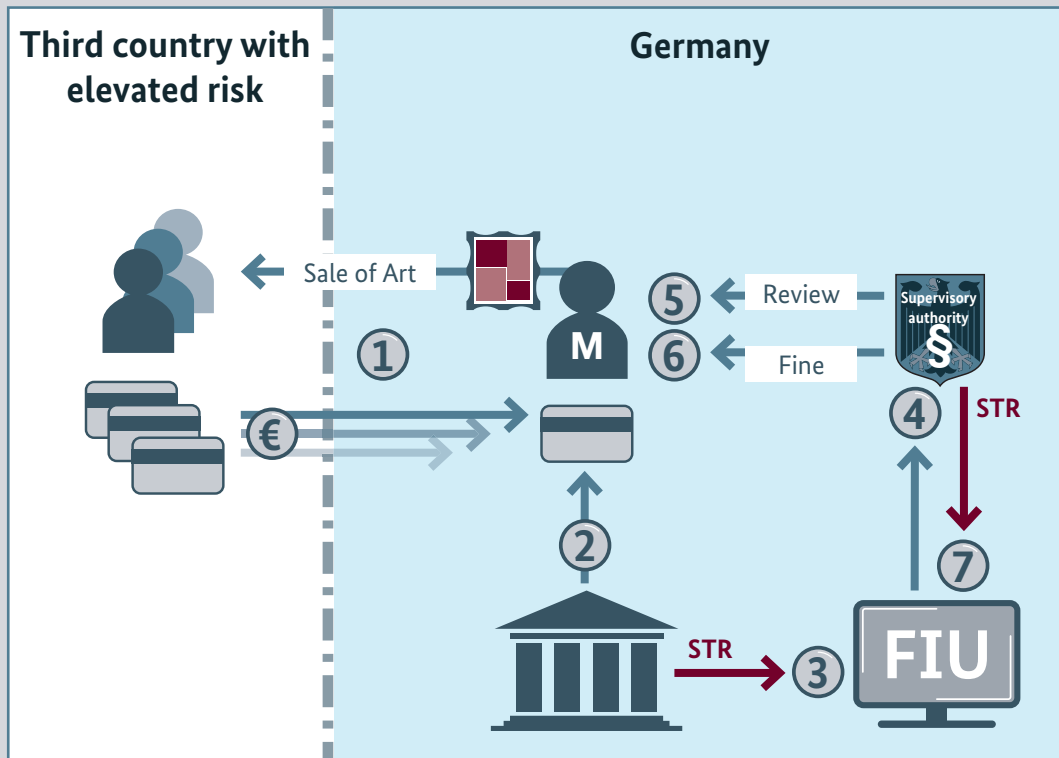 Third country with
elevated risk
Germany
Sale of Art
M
1
€
5
Review
6
Fine
Supervisory
authority
§
4
STR
2
STR
3
7
FIU